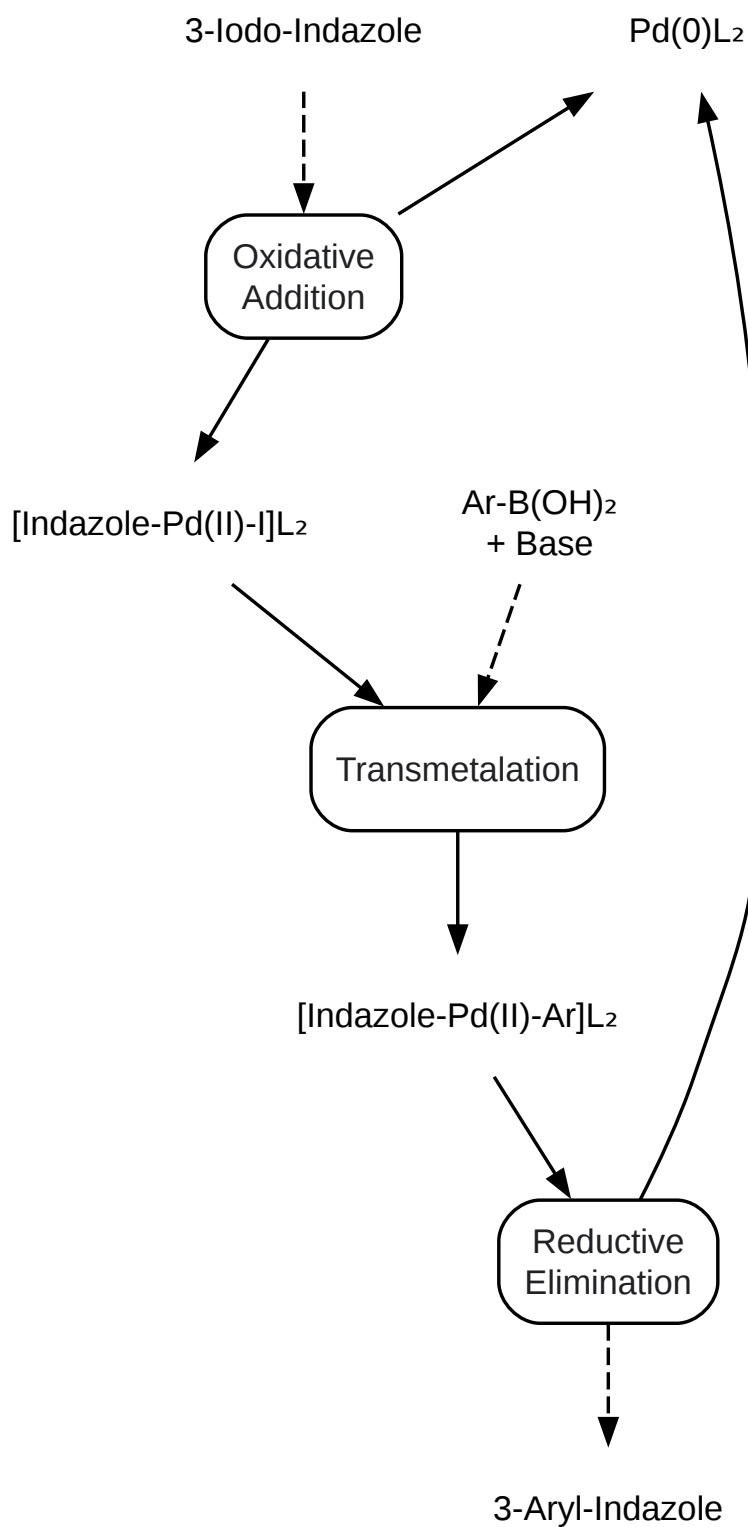 3-Iodo-Indazole
Pd(0)L₂
Oxidative
Addition
[Indazole-Pd(II)-I]L₂
Ar-B(OH)₂
+ Base
Transmetalation
[Indazole-Pd(II)-Ar]L₂
Reductive
Elimination
3-Aryl-Indazole